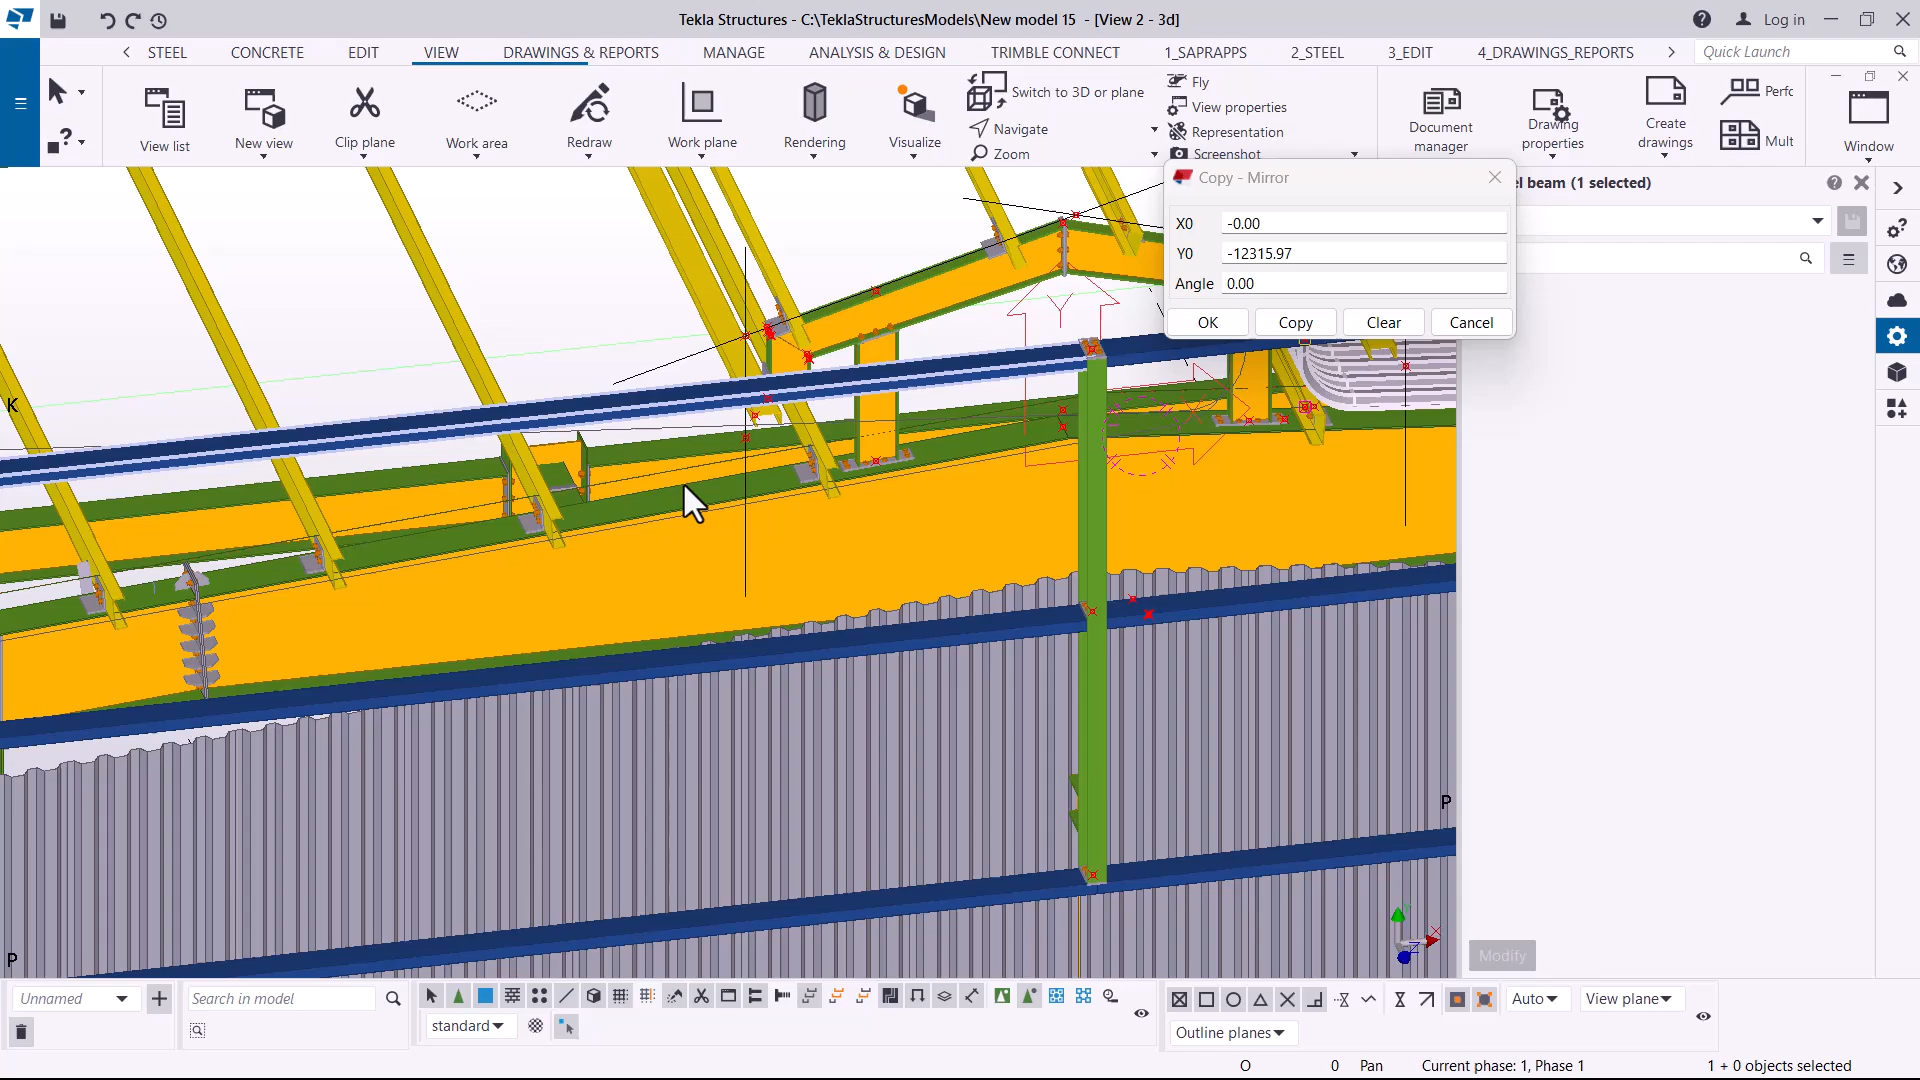 Tekla Structures - C:\TeklaStructuresModels\New model 15 - [View 2 - 3d]
Log in
STEEL CONCRETE EDIT VIEW DRAWINGS & REPORTS MANAGE ANALYSIS & DESIGN TRIMBLE CONNECT 1_SAPRAPPS 2_STEEL 3_EDIT 4_DRAWINGS_REPORTS
Quick Launch
View list
New view
Clip plane
Work area
Redraw
Work plane
Rendering
Visualize
Switch to 3D or plane
Navigate
Zoom
Fly
View properties
Representation
Screenshot
Document manager
Drawing properties
Create drawings
Perfc
Mult
Window
Copy - Mirror
X0 -0.00
Y0 -12315.97
Angle 0.00
OK Copy Clear Cancel
el beam (1 selected)
K
Y
X
P
P
Modify
Unnamed
Search in model
standard
Auto
View plane
Outline planes
O 0 Pan Current phase: 1, Phase 1 1 + 0 objects selected